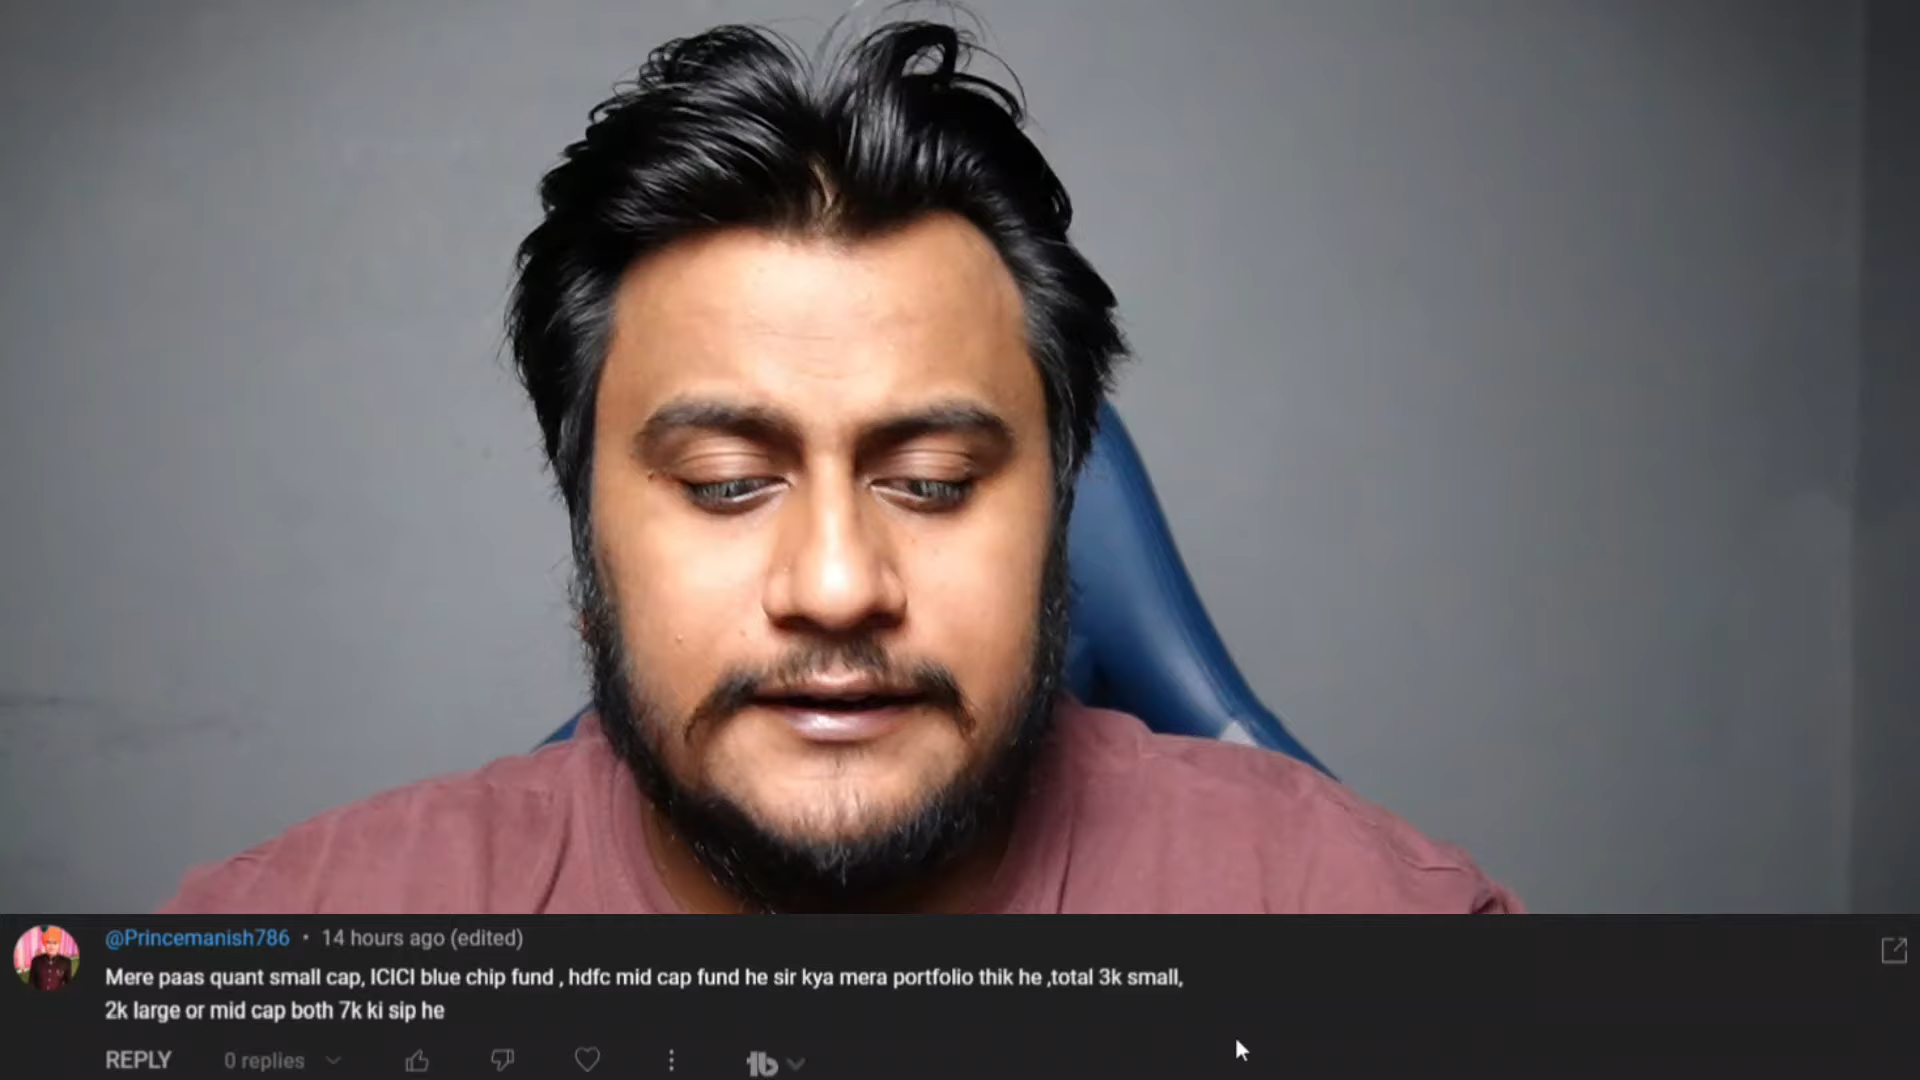 @Princemanish786 • 14 hours ago (edited)
Mere paas quant small cap, ICICI blue chip fund , hdfc mid cap fund he sir kya mera portfolio thik he ,total 3k small,
2k large or mid cap both 7k ki sip he
REPLY 0 replies